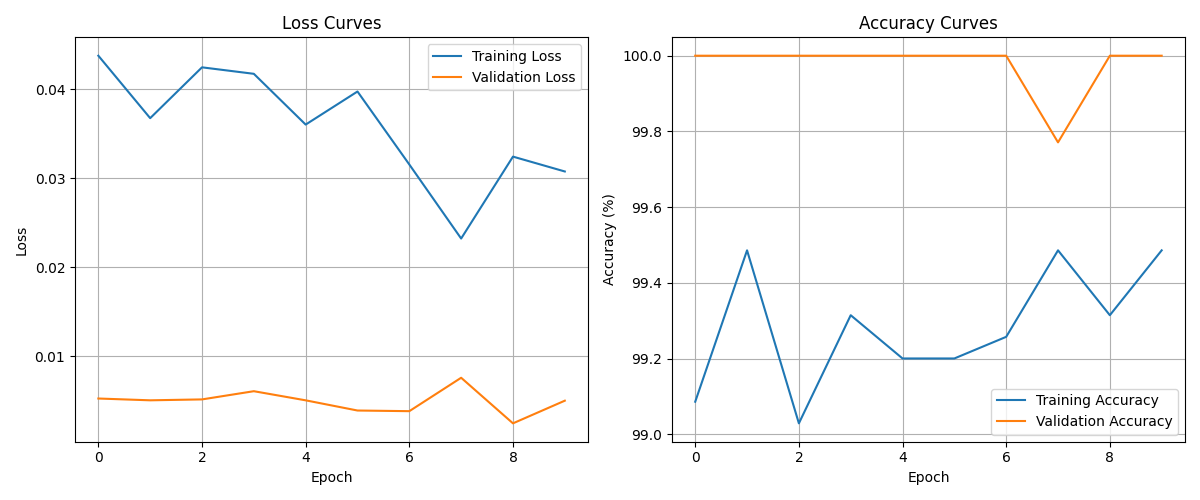 Loss Curves
Training Loss
Validation Loss
0.04
0.03
0.02
0.01
Loss
0 2 4 6 8
Epoch
Accuracy Curves
100.0
99.8
99.6
99.4
99.2
99.0
Accuracy (%)
Training Accuracy
Validation Accuracy
0 2 4 6 8
Epoch